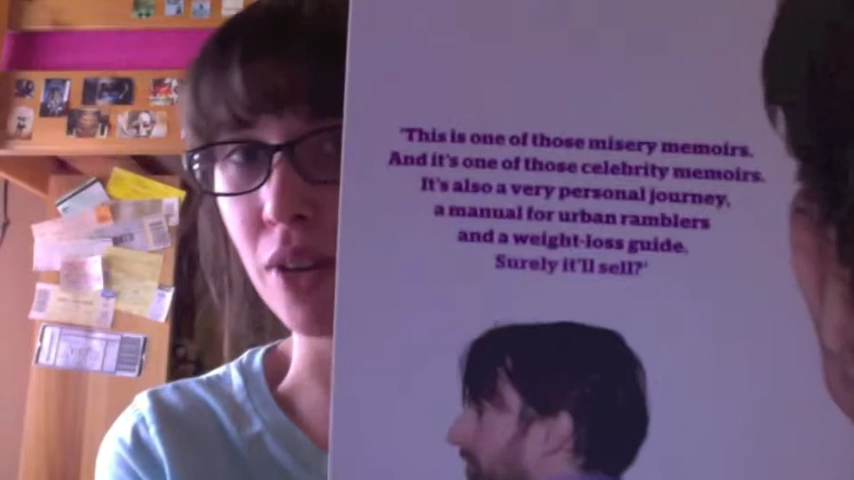 'This is one of those misery memoirs.
And it's one of those celebrity memoirs.
It's also a very personal journey,
a manual for urban ramblers
and a weight-loss guide.
Surely it'll sell?'